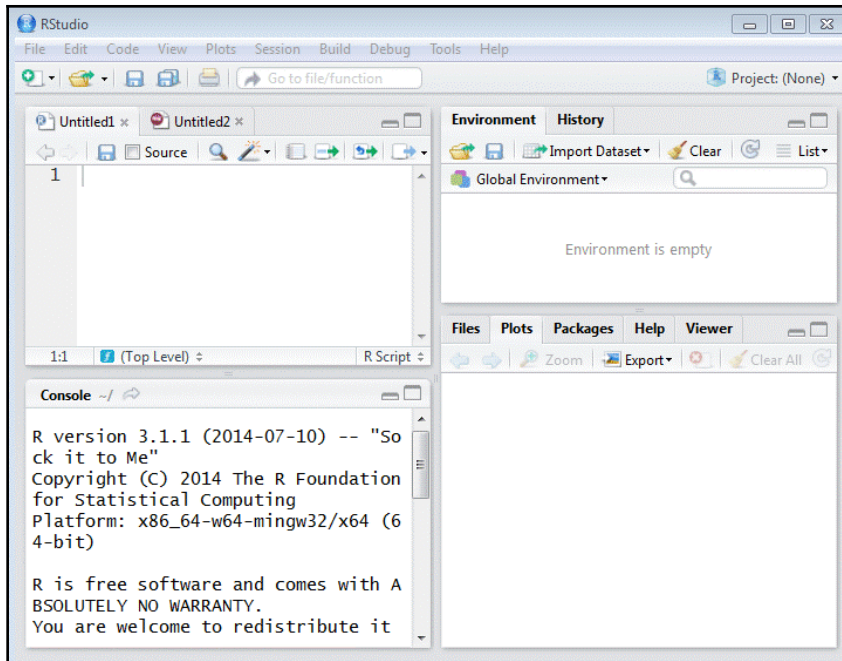 RStudio
File Edit Code View Plots Session Build Debug Tools Help
Go to file/function
Project: (None)
Untitled1 × Untitled2 ×
Source
1
1:1 (Top Level) R Script
Console ~/
R version 3.1.1 (2014-07-10) -- "So
ck it to Me"
Copyright (C) 2014 The R Foundation
for Statistical Computing
Platform: x86_64-w64-mingw32/x64 (6
4-bit)
R is free software and comes with A
BSOLUTELY NO WARRANTY.
You are welcome to redistribute it
Environment History
Import Dataset Clear List
Global Environment
Environment is empty
Files Plots Packages Help Viewer
Zoom Export Clear All